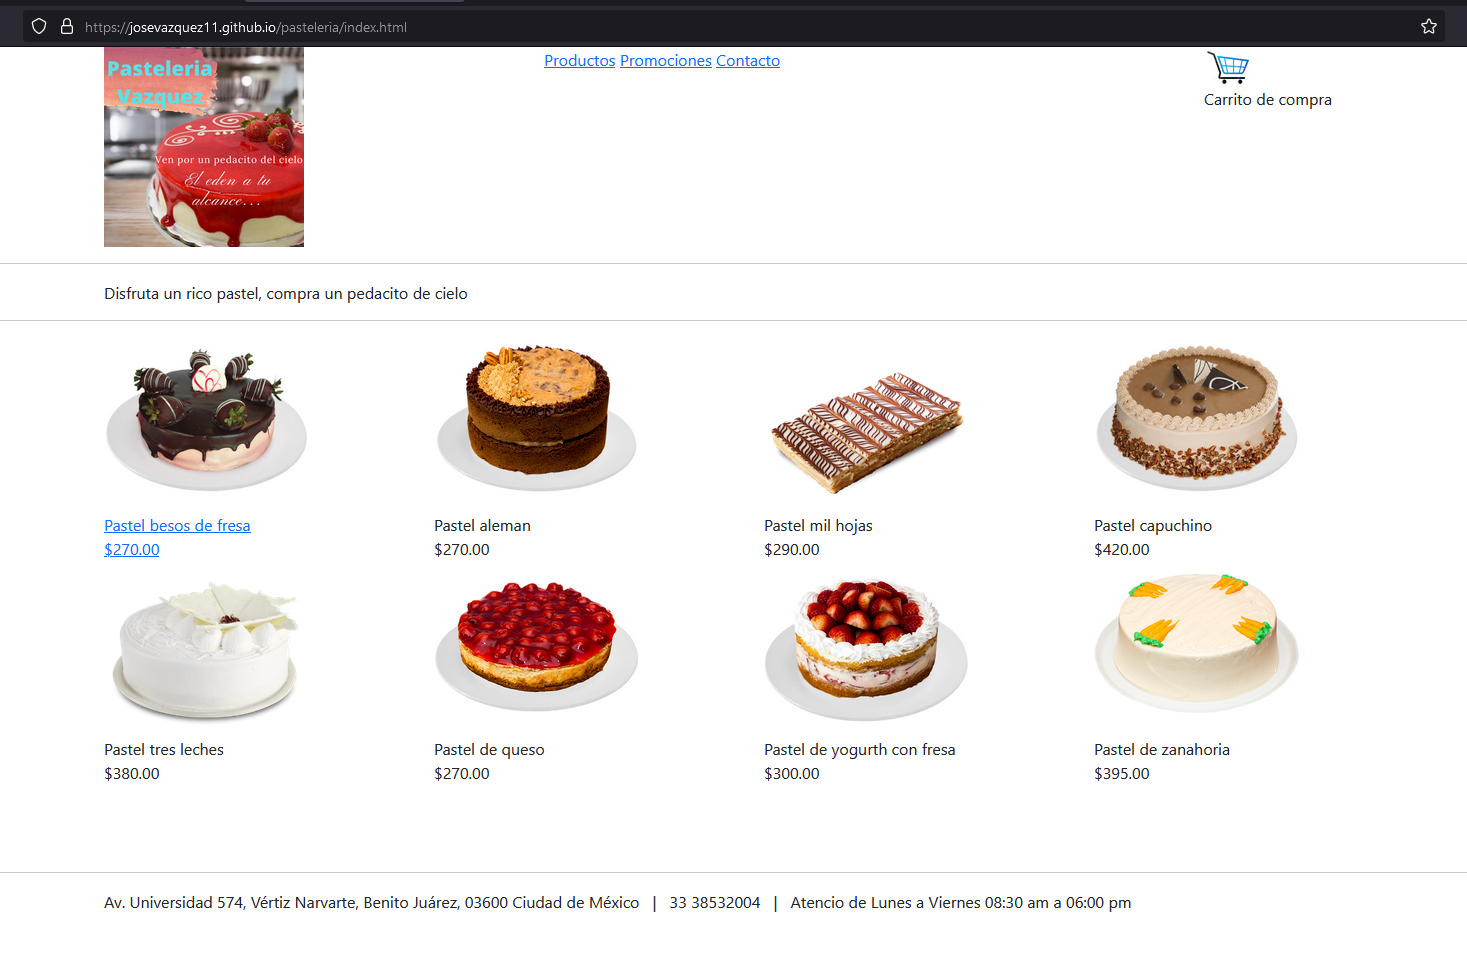 https://josevazquez11.github.io/pasteleria/index.html
Pasteleria
Vazquez
Ven por un pedacito del cielo
El eden a tu
alcance...
Productos Promociones Contacto
Carrito de compra
Disfruta un rico pastel, compra un pedacito de cielo
Pastel besos de fresa
$270.00
Pastel aleman
$270.00
Pastel mil hojas
$290.00
Pastel capuchino
$420.00
Pastel tres leches
$380.00
Pastel de queso
$270.00
Pastel de yogurth con fresa
$300.00
Pastel de zanahoria
$395.00
Av. Universidad 574, Vértiz Narvarte, Benito Juárez, 03600 Ciudad de México | 33 38532004 | Atencio de Lunes a Viernes 08:30 am a 06:00 pm